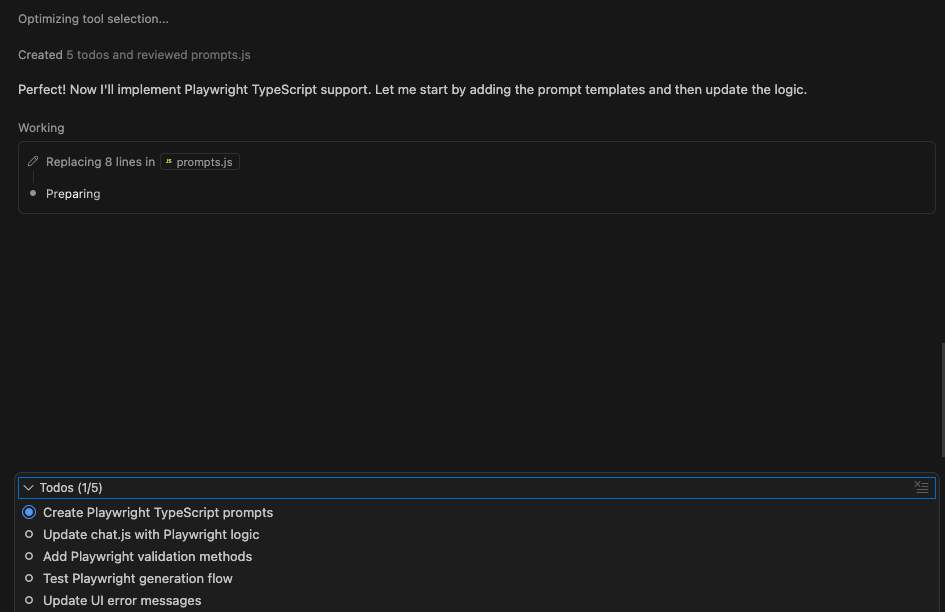 Optimizing tool selection...
Created 5 todos and reviewed prompts.js
Perfect! Now I'll implement Playwright TypeScript support. Let me start by adding the prompt templates and then update the logic.
Working
Replacing 8 lines in JS prompts.js
Preparing
Todos (1/5)
Create Playwright TypeScript prompts
Update chat.js with Playwright logic
Add Playwright validation methods
Test Playwright generation flow
Update UI error messages